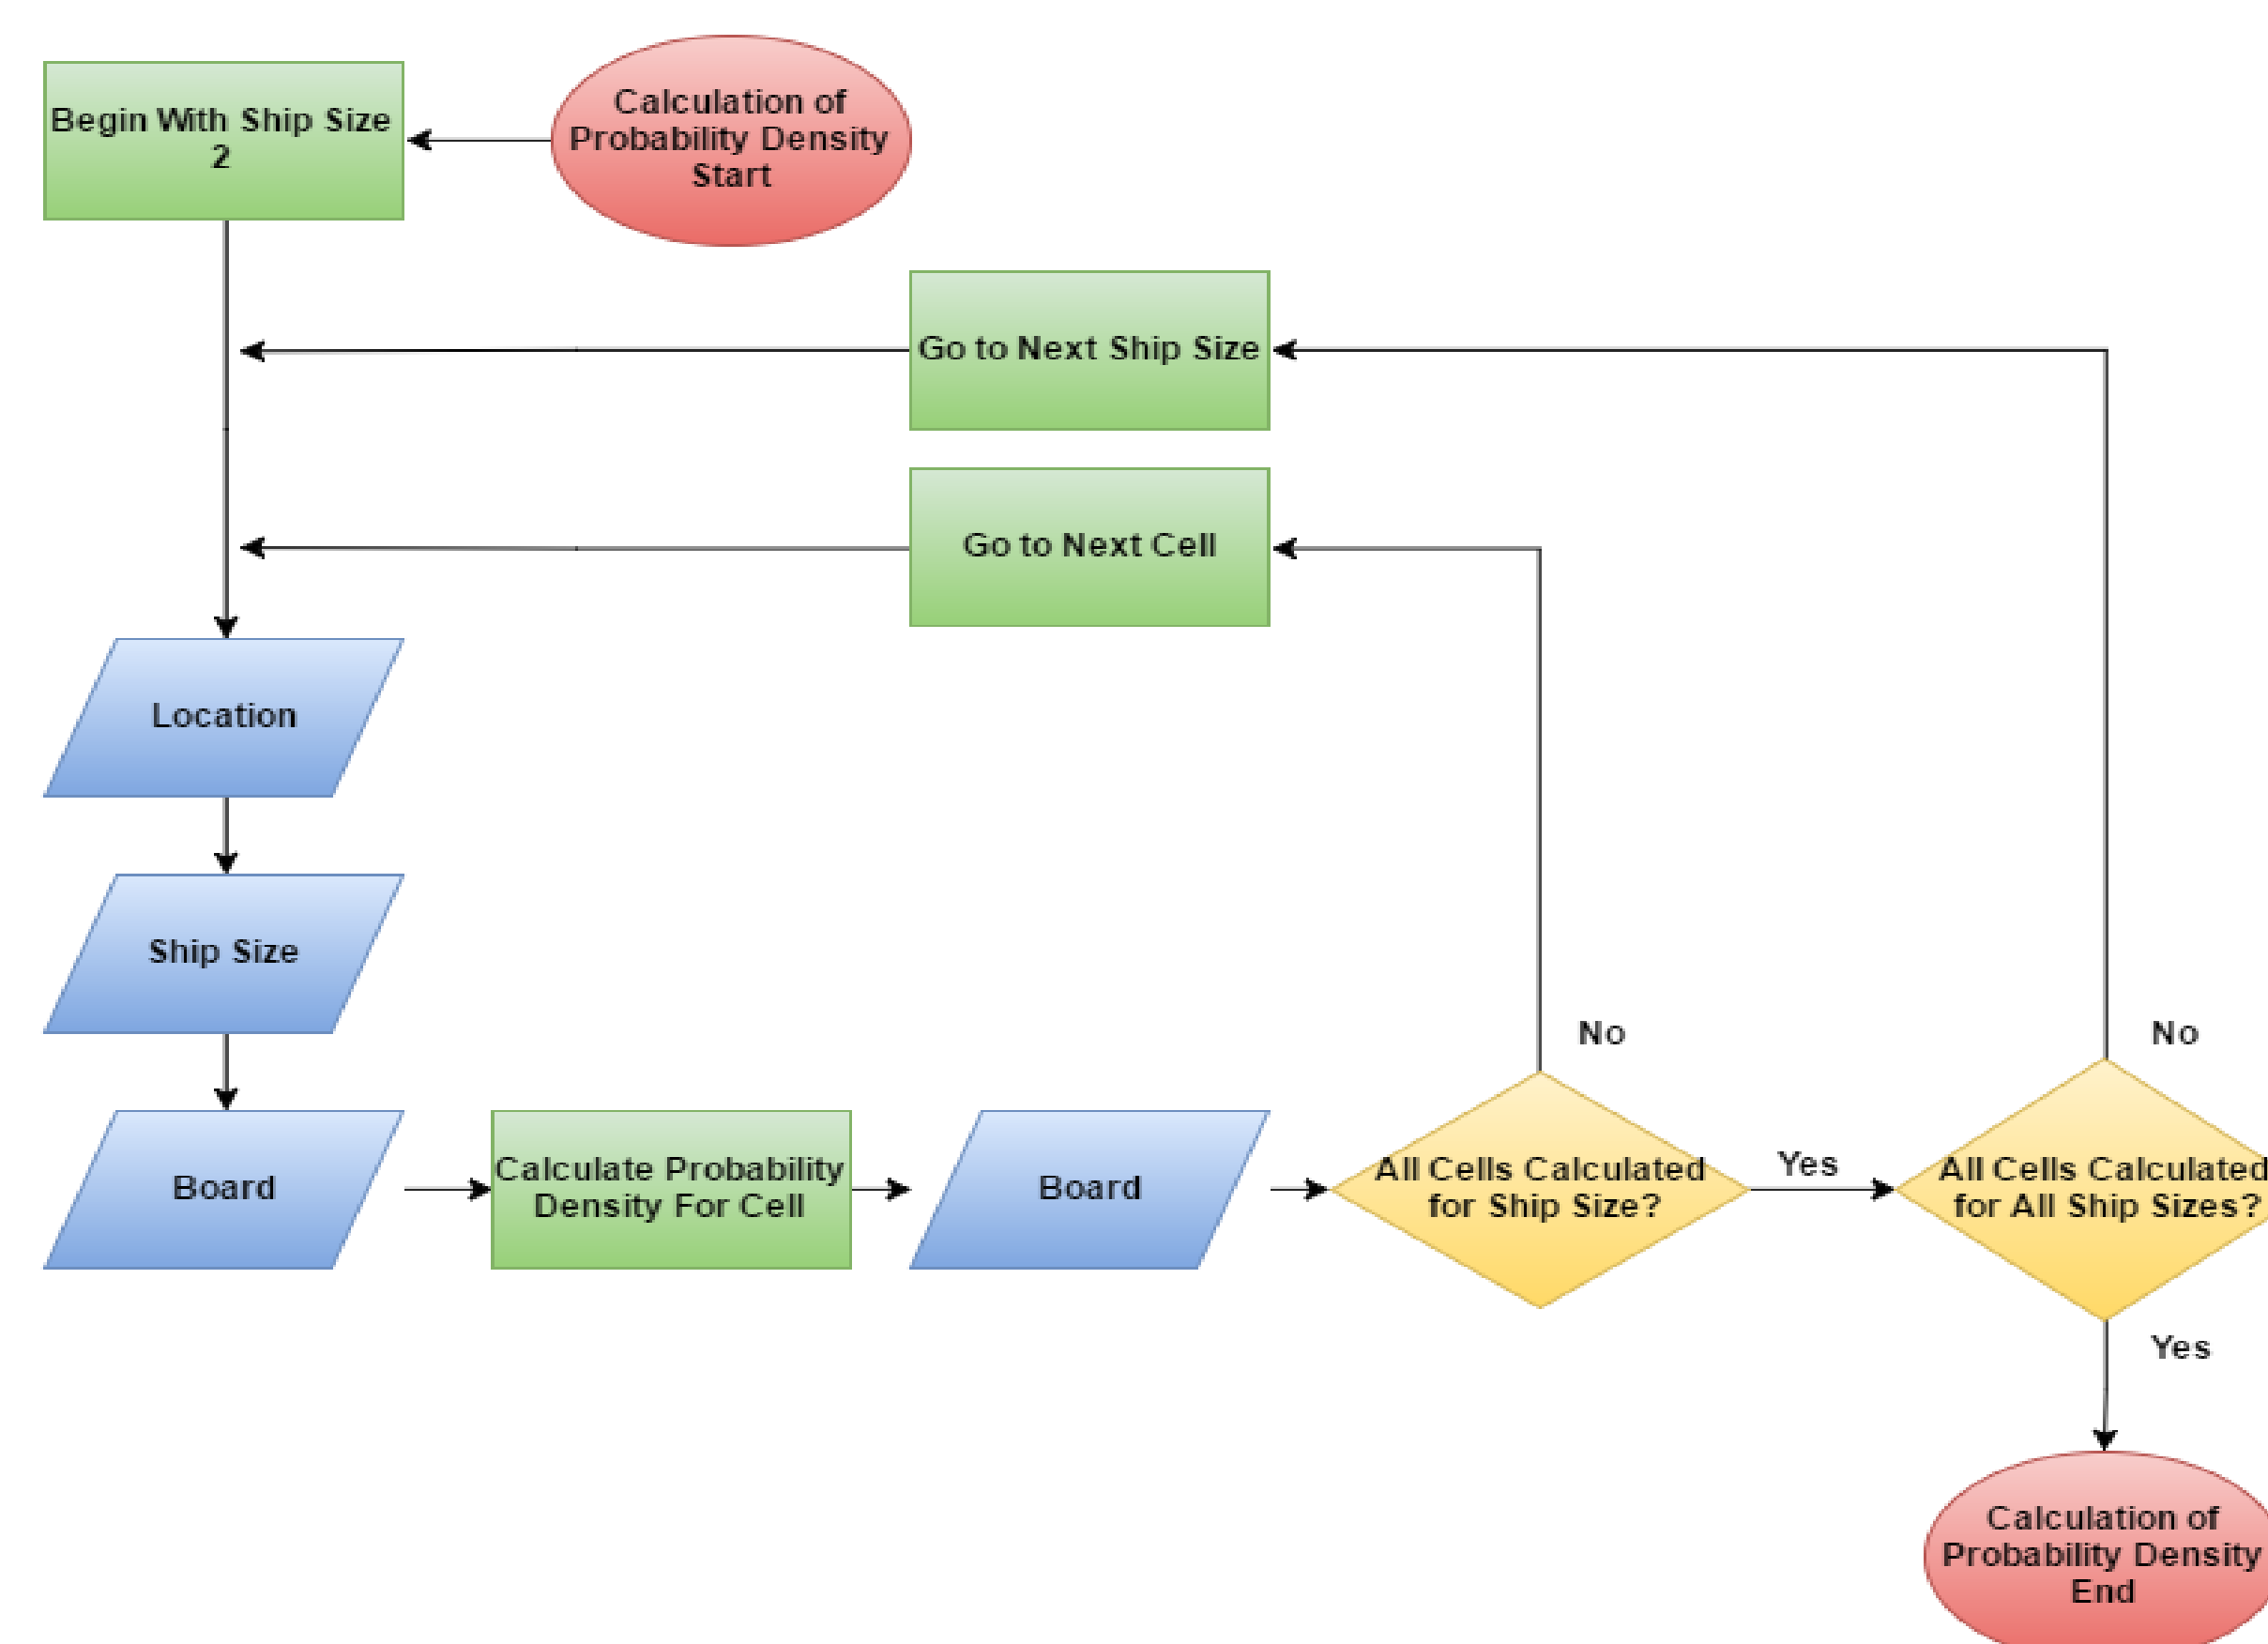 Begin With Ship Size
2
Calculation of
Probability Density
Start
Go to Next Ship Size
Go to Next Cell
Location
Ship Size
No
No
Board
Calculate Probability
Density For Cell
Board
All Cells Calculated
for Ship Size?
Yes
All Cells Calculated
for All Ship Sizes?
Yes
Calculation of
Probability Density
End